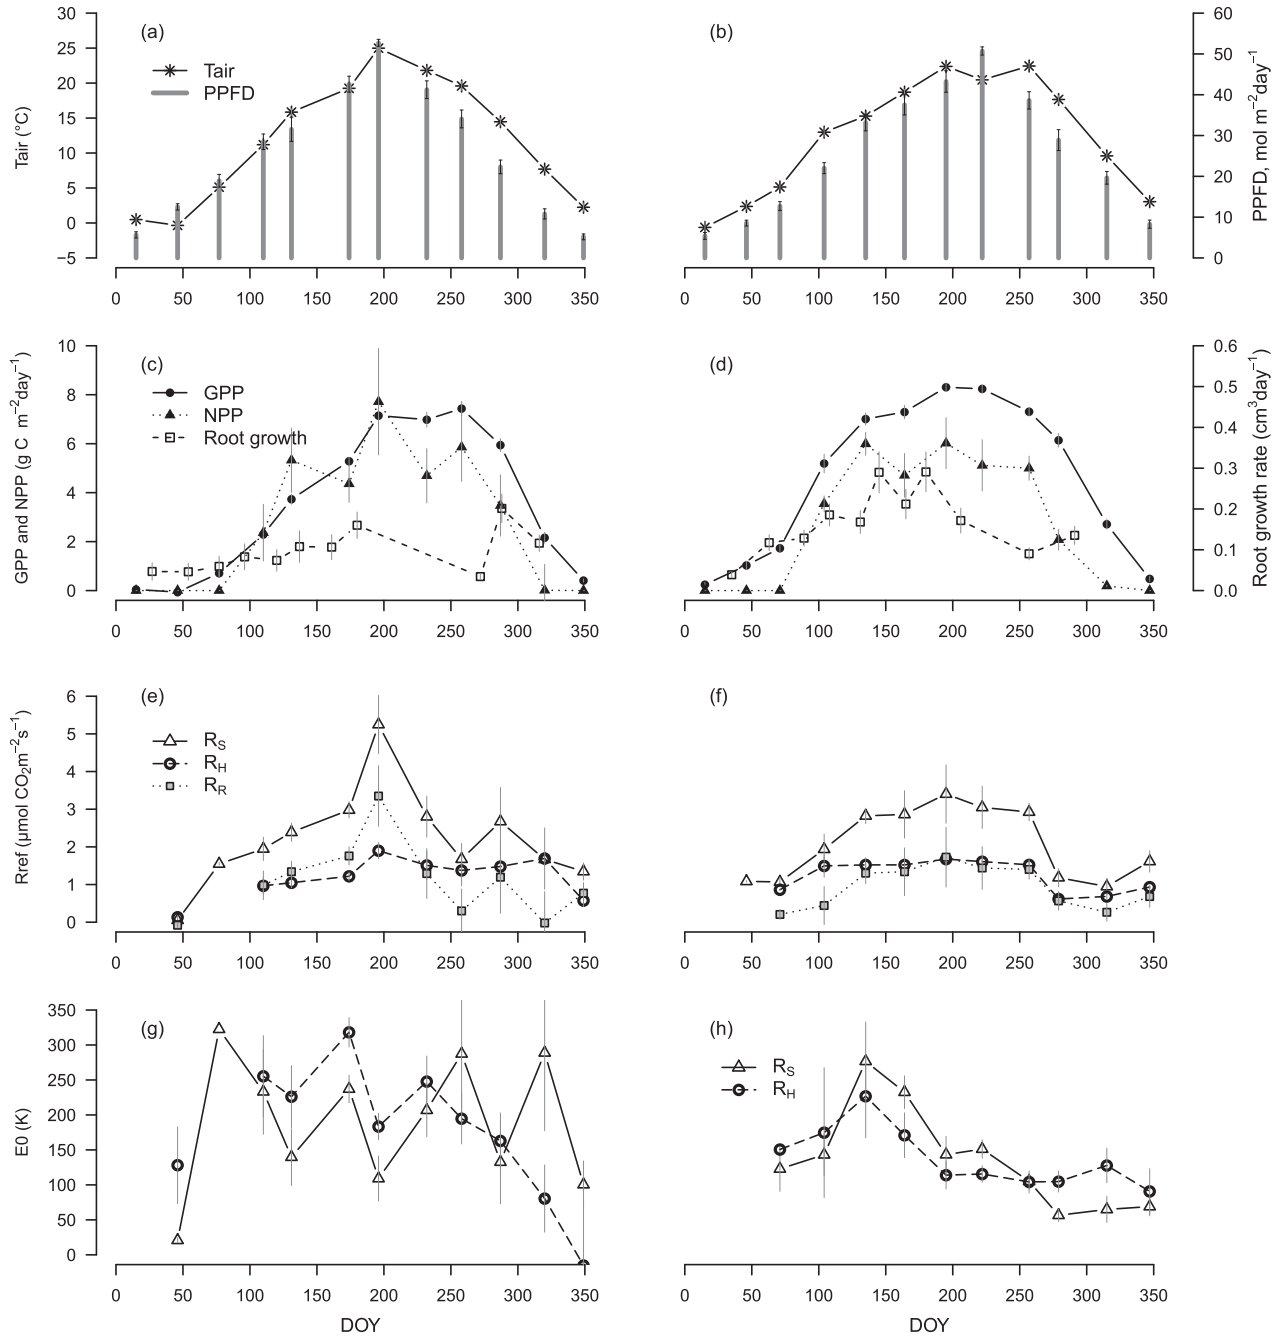 30
25
20
15
10
5
0
−5
Tair (°C)
(a)
Tair
PPFD
0 50 100 150 200 250 300 350
(b)
60
50
40
30
20
10
0
PPFD, mol m⁻²day⁻¹
0 50 100 150 200 250 300 350
10
8
6
4
2
0
GPP and NPP (g C m⁻²day⁻¹)
(c)
GPP
NPP
Root growth
0 50 100 150 200 250 300 350
(d)
0.6
0.5
0.4
0.3
0.2
0.1
0.0
Root growth rate (cm³day⁻¹)
0 50 100 150 200 250 300 350
6
5
4
3
2
1
0
Rref (μmol CO₂m⁻²s⁻¹)
(e)
R_S
R_H
R_R
0 50 100 150 200 250 300 350
(f)
0 50 100 150 200 250 300 350
350
300
250
200
150
100
50
0
E0 (K)
(g)
0 50 100 150 200 250 300 350
DOY
(h)
R_S
R_H
0 50 100 150 200 250 300 350
DOY